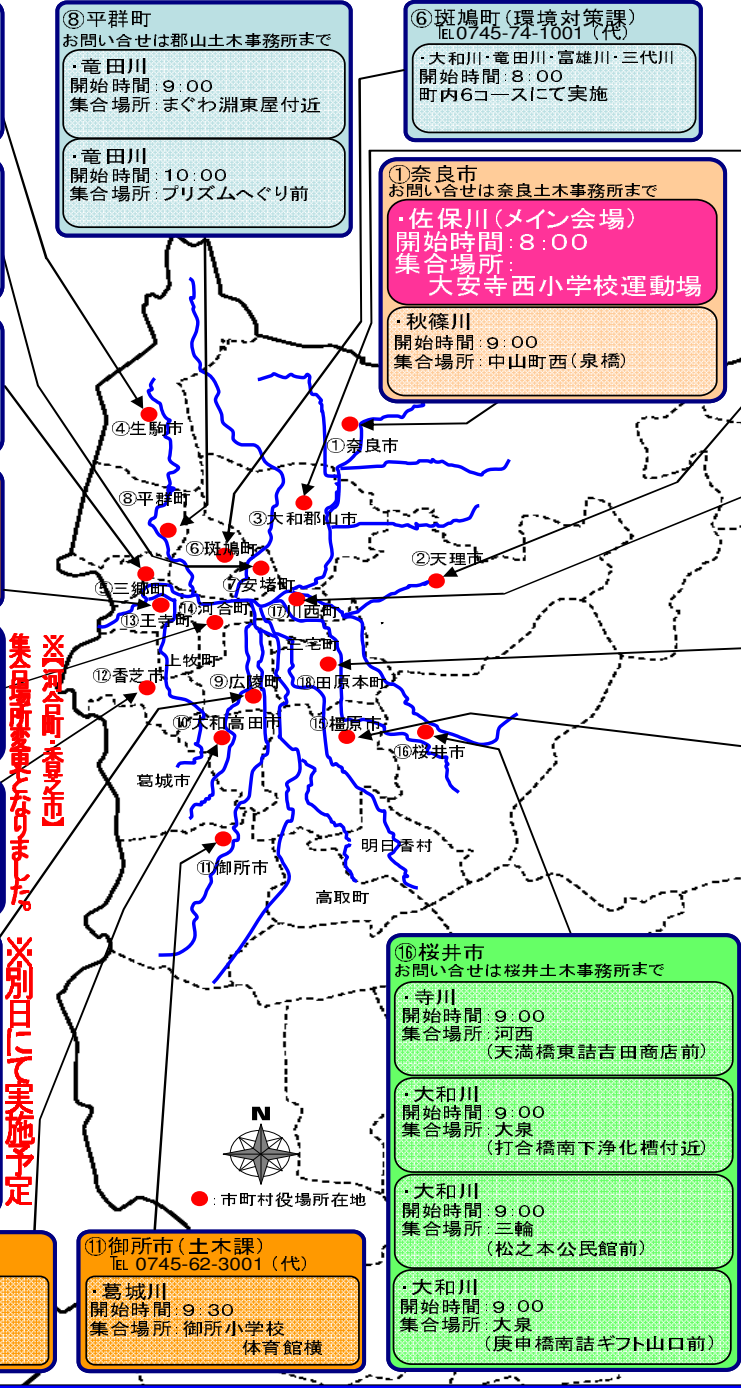 ⑧平群町
お問い合せは郡山土木事務所まで
・竜田川
開始時間:9:00
集合場所:まぐわ淵東屋付近
・竜田川
開始時間:10:00
集合場所:プリズムへぐり前
⑥斑鳩町(環境対策課)
℡0745-74-1001(代)
・大和川・竜田川・富雄川・三代川
開始時間:8:00
町内6コースにて実施
①奈良市
お問い合せは奈良土木事務所まで
・佐保川(メイン会場)
開始時間:8:00
集合場所:
大安寺西小学校運動場
・秋篠川
開始時間:9:00
集合場所:中山町西(泉橋)
④生駒市
①奈良市
⑧平群町
③大和郡山市
⑥斑鳩町
②天理市
⑤三郷町
⑦安堵町
⑬王寺町
⑭河合町
⑰川西町
三宅町
上牧町
⑫香芝市
⑨広陵町
⑱田原本町
⑩大和高田市
⑮橿原市
⑯桜井市
葛城市
明日香村
⑪御所市
高取町
※【河合町・香芝市】
集合場所変更となりました。
※別日にて実施予定
N
:市町村役場所在地
⑯桜井市
お問い合せは桜井土木事務所まで
・寺川
開始時間:9:00
集合場所:河西
(天満橋東詰吉田商店前)
・大和川
開始時間:9:00
集合場所:大泉
(打合橋南下浄化槽付近)
・大和川
開始時間:9:00
集合場所:三輪
(松之本公民館前)
・大和川
開始時間:9:00
集合場所:大泉
(庚申橋南詰ギフト山口前)
⑪御所市(土木課)
℡ 0745-62-3001(代)
・葛城川
開始時間:9:30
集合場所:御所小学校
体育館横